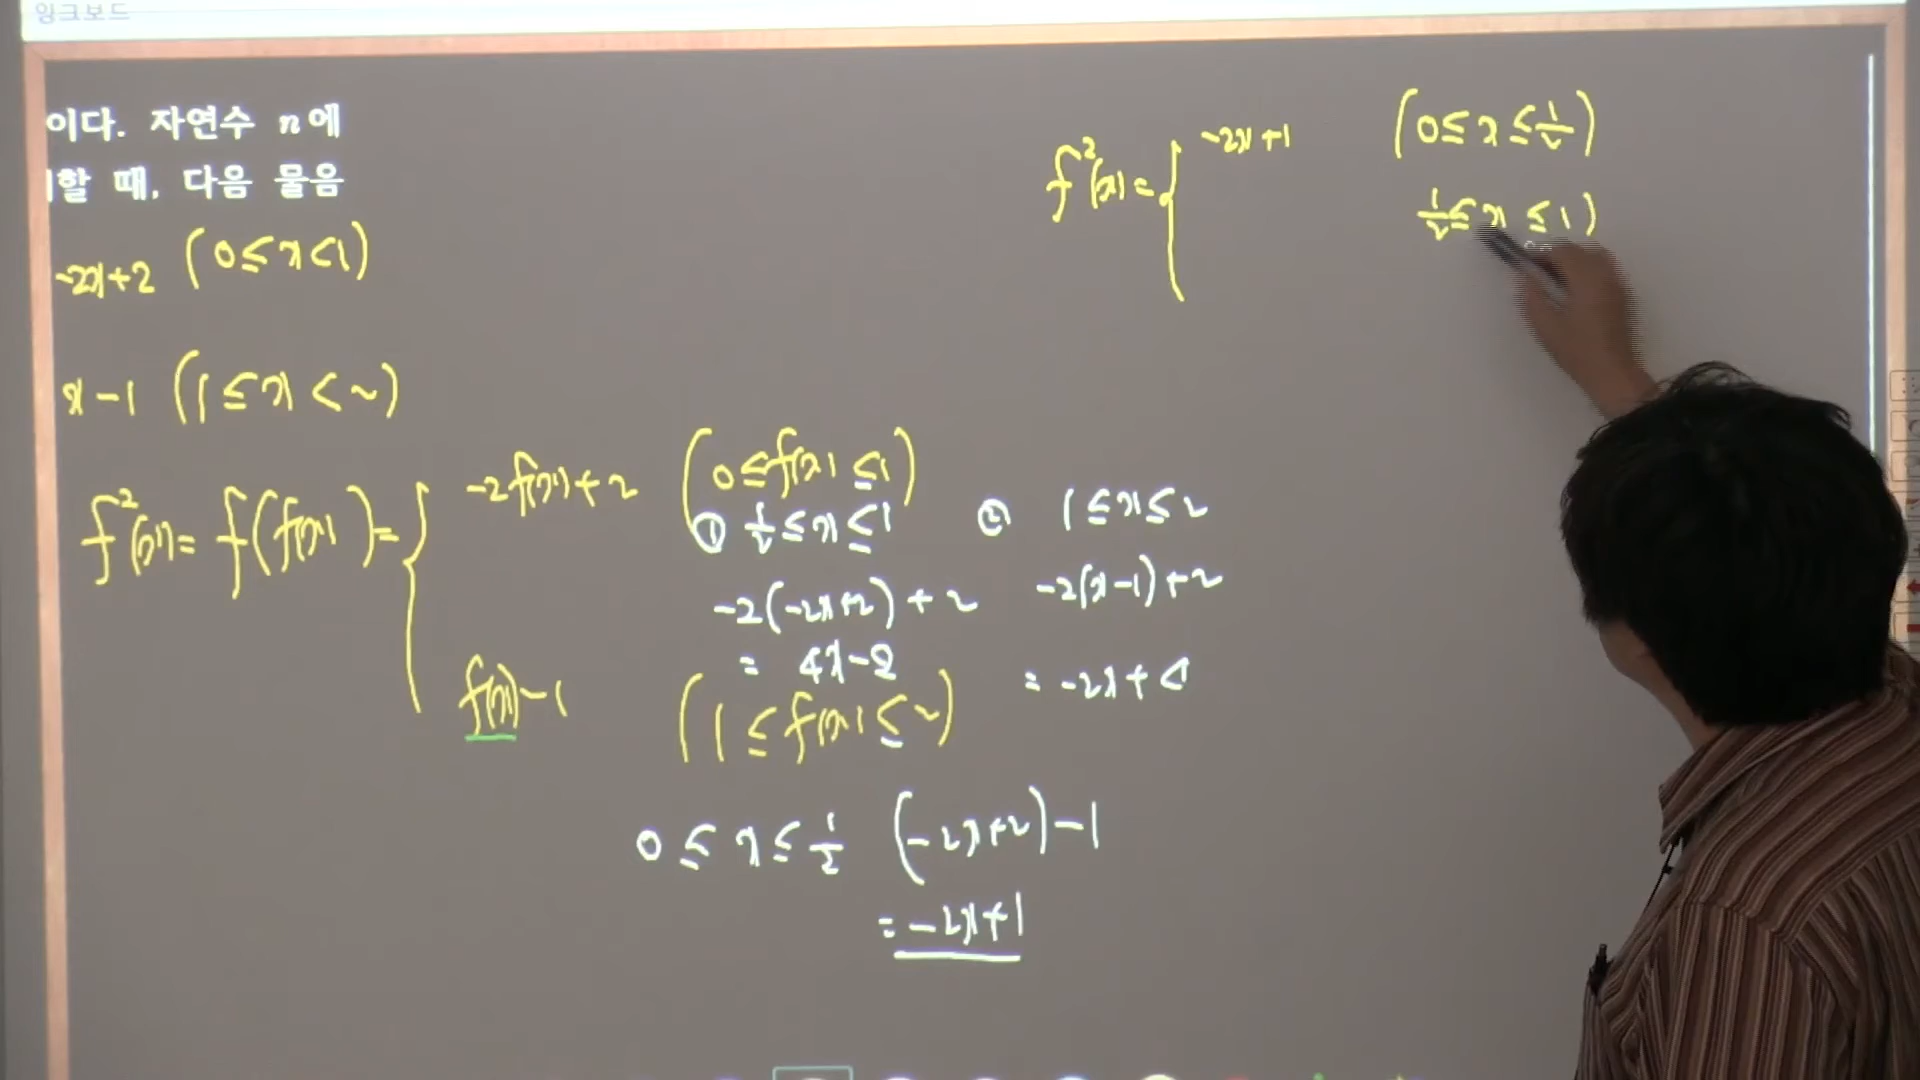 잉크보드
이다. 자연수 n에
할 때, 다음 물음
-2x+2 (0≤x<1)
x-1 (1≤x<2)
f²(x)= f(f(x))= { -2f(x)+2 (0≤f(x)≤1)
① ½≤x≤1 ② 1≤x≤2
-2(-2x+2)+2 -2(x-1)+2
= 4x-2 = -2x+4
f(x)-1 (1≤f(x)≤2)
0≤x≤½ (-2x+2)-1
=-2x+1
f²(x)= { -2x+1 (0≤x≤½)
½≤x≤1)